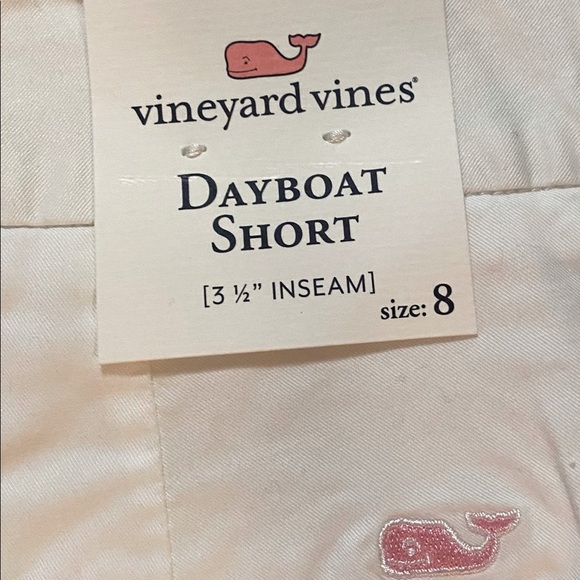 vineyard vines®
DAYBOAT
SHORT
[3 ½” INSEAM]
size: 8